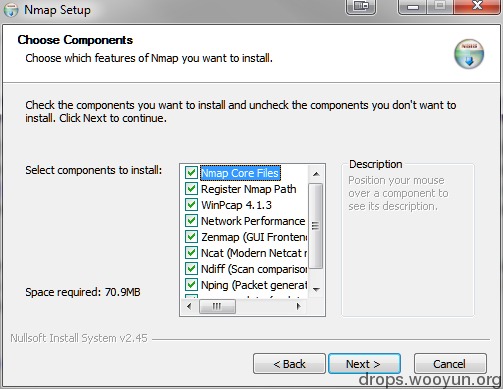 Nmap Setup
Choose Components
Choose which features of Nmap you want to install.
Check the components you want to install and uncheck the components you don't want to
install. Click Next to continue.
Select components to install:
Nmap Core Files
Register Nmap Path
WinPcap 4.1.3
Network Performance
Zenmap (GUI Frontend
Ncat (Modern Netcat r
Ndiff (Scan comparison
Nping (Packet generat
Description
Position your mouse
over a component to
see its description.
Space required: 70.9MB
Nullsoft Install System v2.45
< Back
Next >
Cancel
drops.wooyun.org